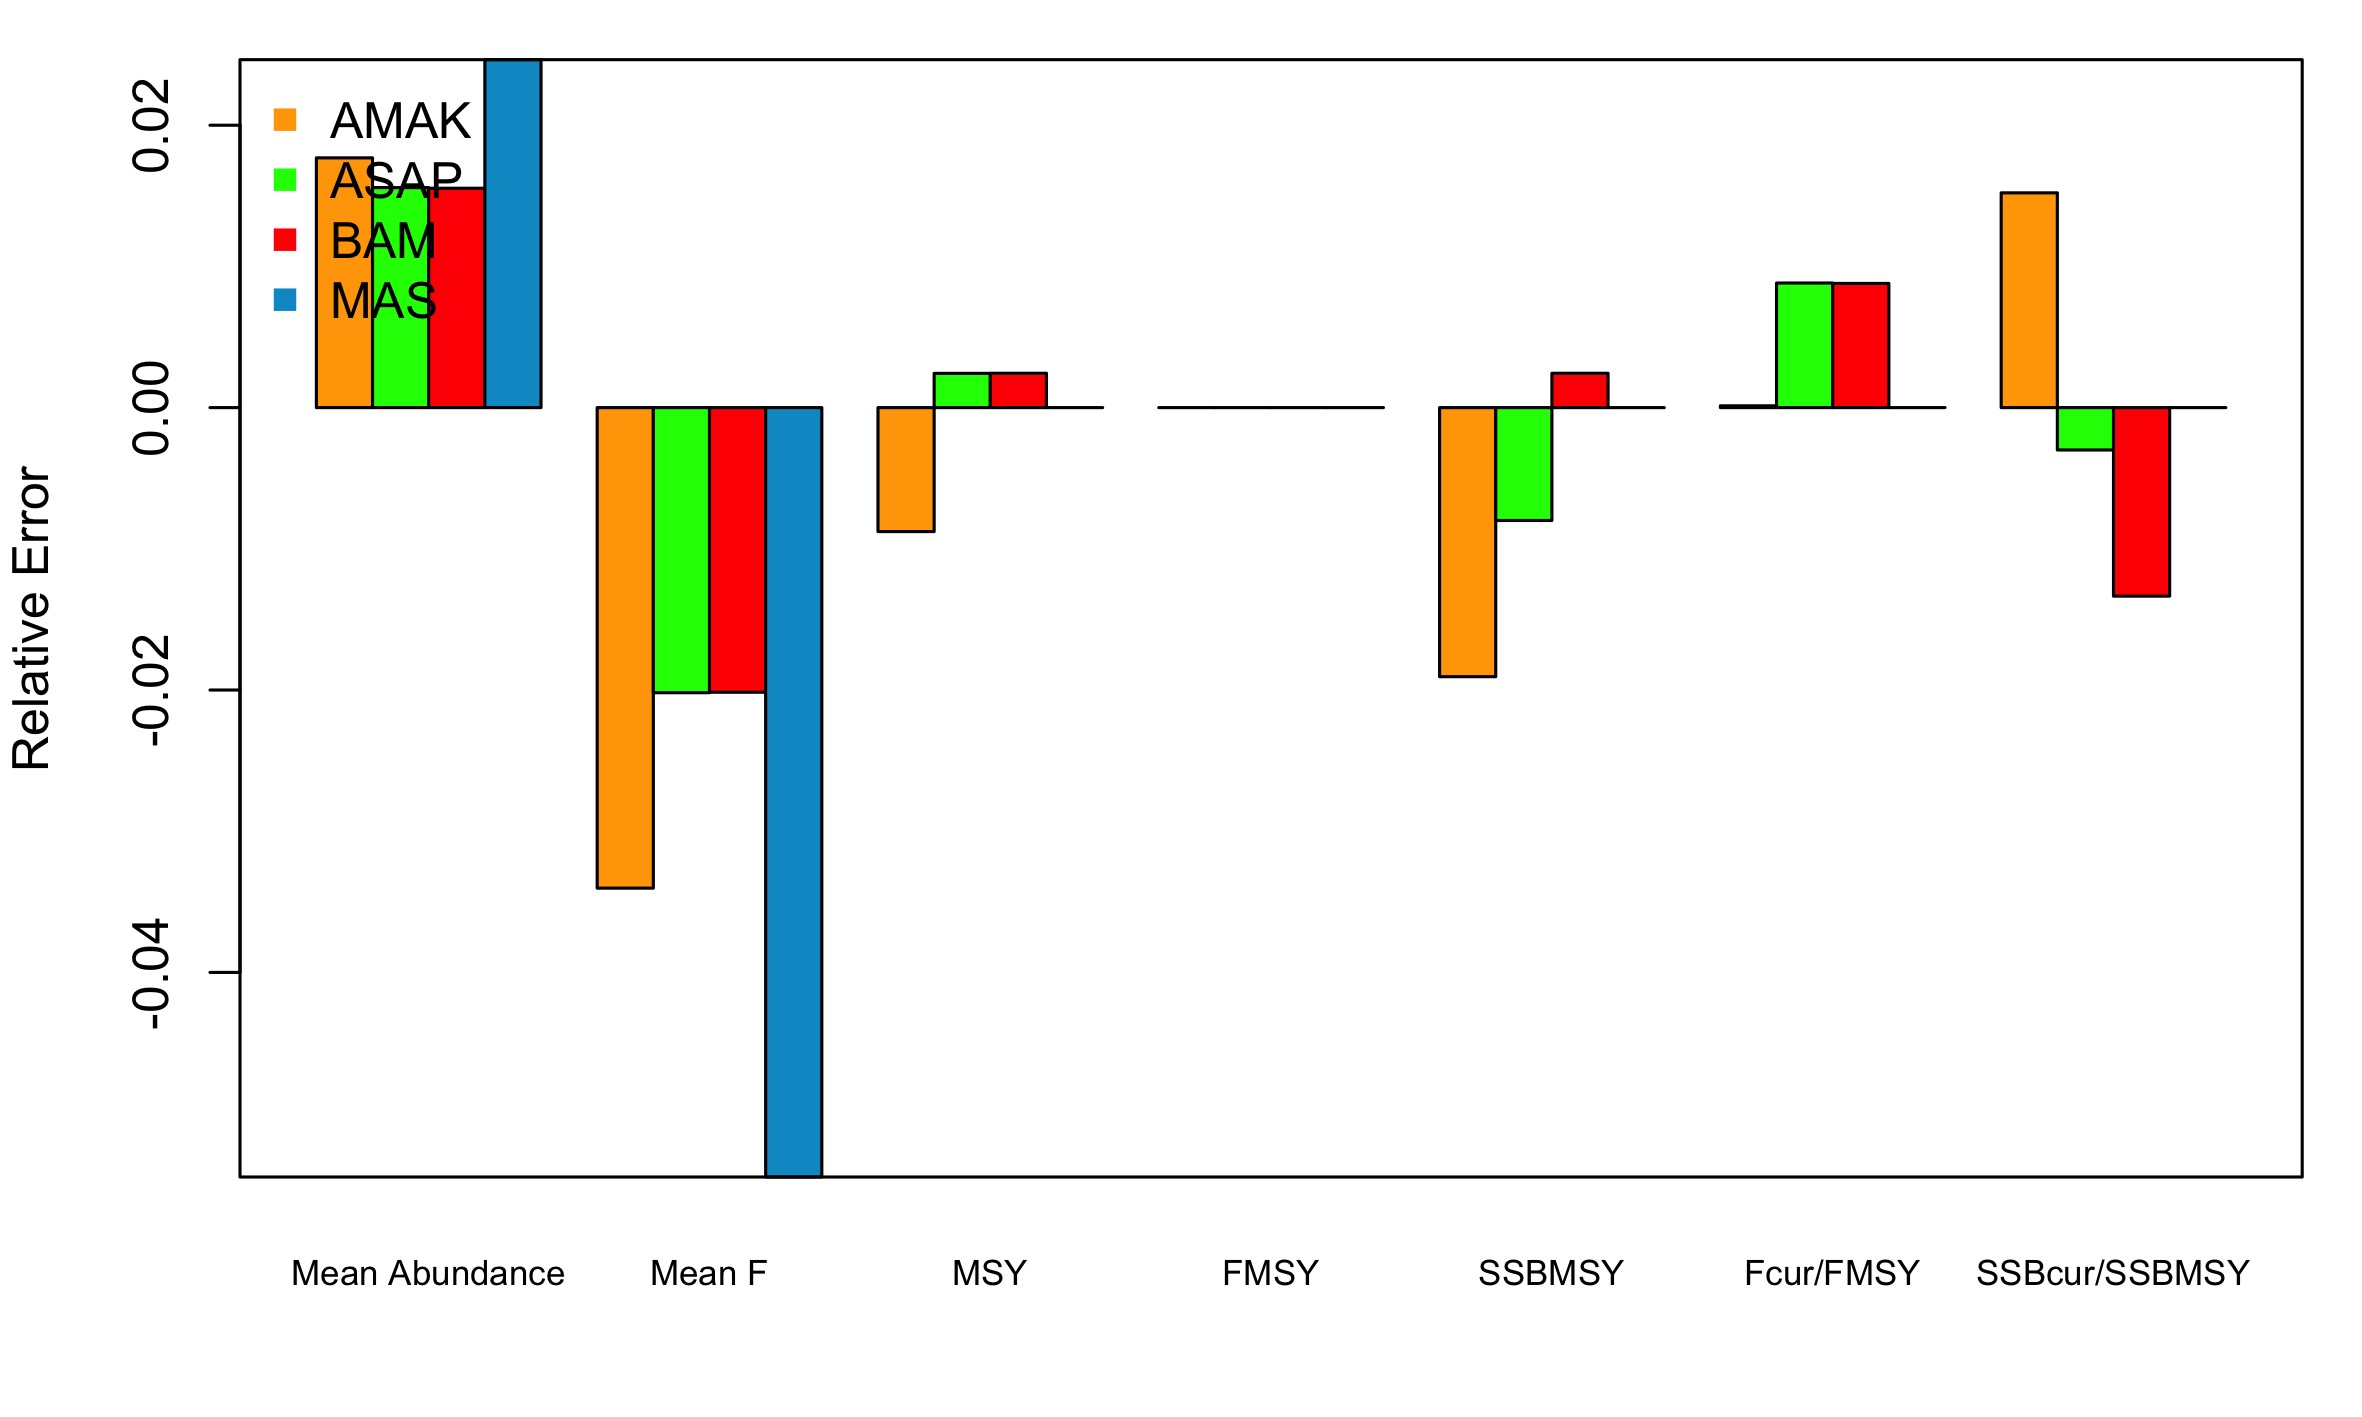 Relative Error
0.02
0.00
-0.02
-0.04
AMAK
ASAP
BAM
MAS
Mean Abundance
Mean F
MSY
FMSY
SSBMSY
Fcur/FMSY
SSBcur/SSBMSY